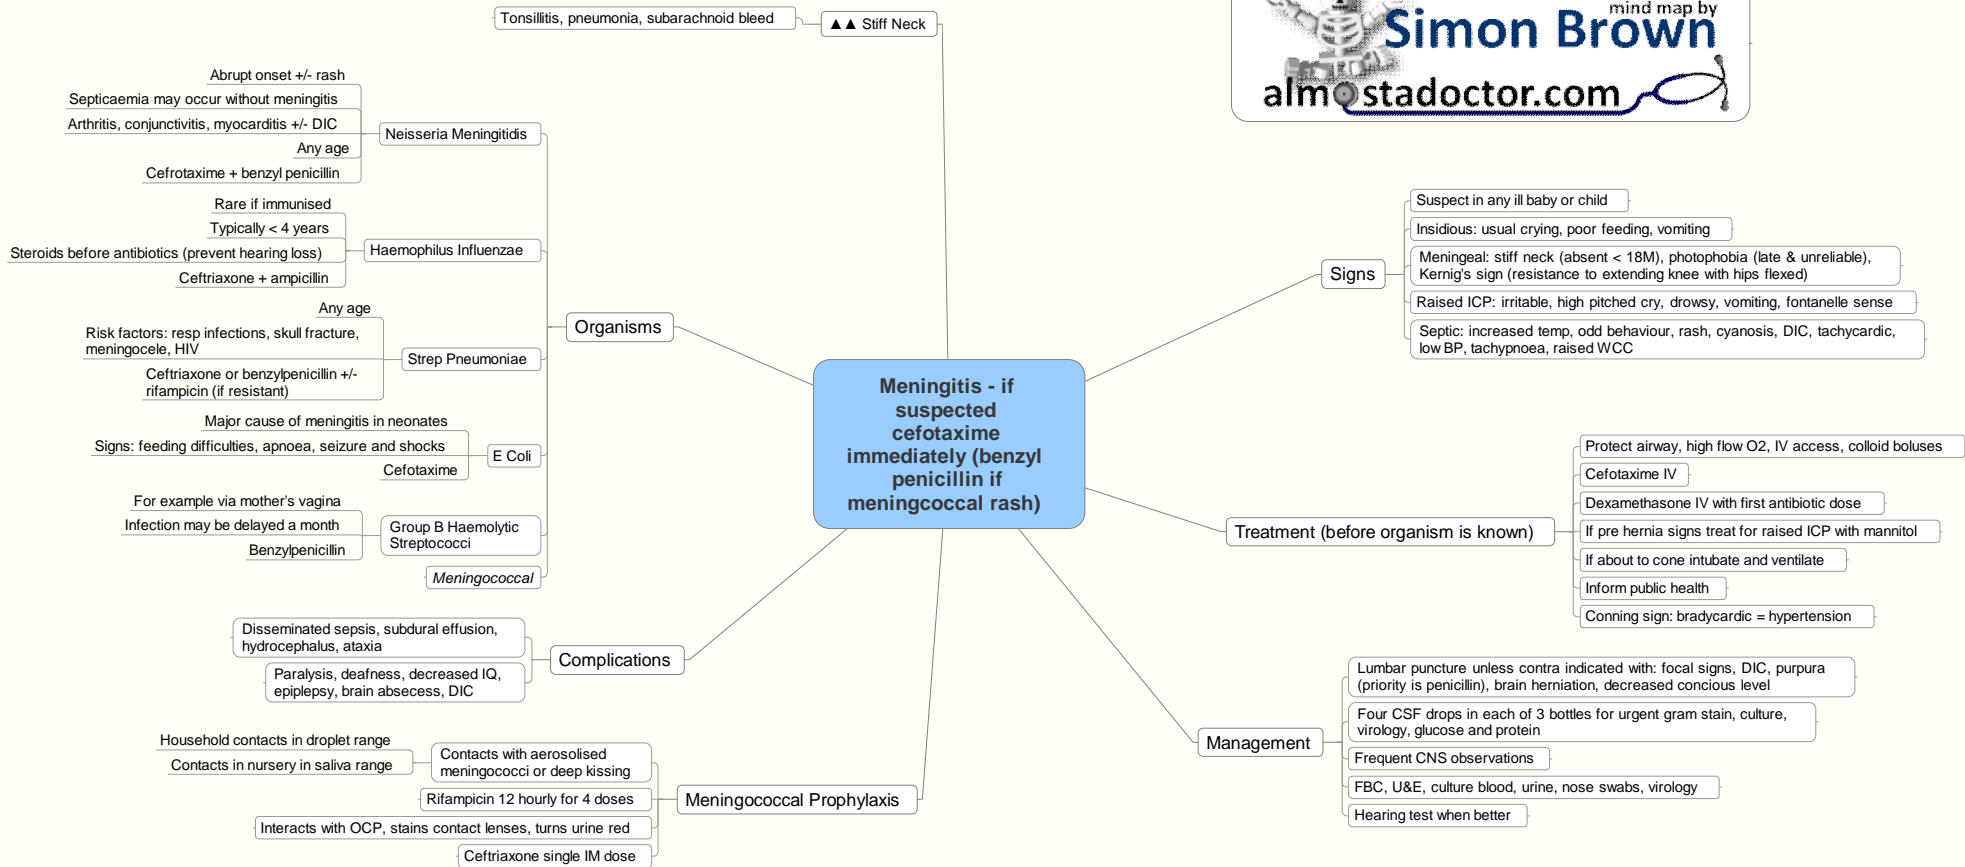 Tonsillitis, pneumonia, subarachnoid bleed
▲▲ Stiff Neck
mind map by
Simon Brown
almostadoctor.com
Abrupt onset +/- rash
Septicaemia may occur without meningitis
Arthritis, conjunctivitis, myocarditis +/- DIC
Any age
Cefrotaxime + benzyl penicillin
Neisseria Meningitidis
Rare if immunised
Typically < 4 years
Steroids before antibiotics (prevent hearing loss)
Ceftriaxone + ampicillin
Haemophilus Influenzae
Any age
Risk factors: resp infections, skull fracture,
meningocele, HIV
Ceftriaxone or benzylpenicillin +/-
rifampicin (if resistant)
Strep Pneumoniae
Major cause of meningitis in neonates
Signs: feeding difficulties, apnoea, seizure and shocks
Cefotaxime
E Coli
For example via mother's vagina
Infection may be delayed a month
Benzylpenicillin
Group B Haemolytic
Streptococci
Meningococcal
Organisms
Meningitis - if
suspected
cefotaxime
immediately (benzyl
penicillin if
meningcoccal rash)
Signs
Suspect in any ill baby or child
Insidious: usual crying, poor feeding, vomiting
Meningeal: stiff neck (absent < 18M), photophobia (late & unreliable),
Kernig's sign (resistance to extending knee with hips flexed)
Raised ICP: irritable, high pitched cry, drowsy, vomiting, fontanelle sense
Septic: increased temp, odd behaviour, rash, cyanosis, DIC, tachycardic,
low BP, tachypnoea, raised WCC
Treatment (before organism is known)
Protect airway, high flow O2, IV access, colloid boluses
Cefotaxime IV
Dexamethasone IV with first antibiotic dose
If pre hernia signs treat for raised ICP with mannitol
If about to cone intubate and ventilate
Inform public health
Conning sign: bradycardic = hypertension
Disseminated sepsis, subdural effusion,
hydrocephalus, ataxia
Paralysis, deafness, decreased IQ,
epiplepsy, brain absecess, DIC
Complications
Household contacts in droplet range
Contacts in nursery in saliva range
Contacts with aerosolised
meningococci or deep kissing
Rifampicin 12 hourly for 4 doses
Interacts with OCP, stains contact lenses, turns urine red
Ceftriaxone single IM dose
Meningococcal Prophylaxis
Management
Lumbar puncture unless contra indicated with: focal signs, DIC, purpura
(priority is penicillin), brain herniation, decreased concious level
Four CSF drops in each of 3 bottles for urgent gram stain, culture,
virology, glucose and protein
Frequent CNS observations
FBC, U&E, culture blood, urine, nose swabs, virology
Hearing test when better